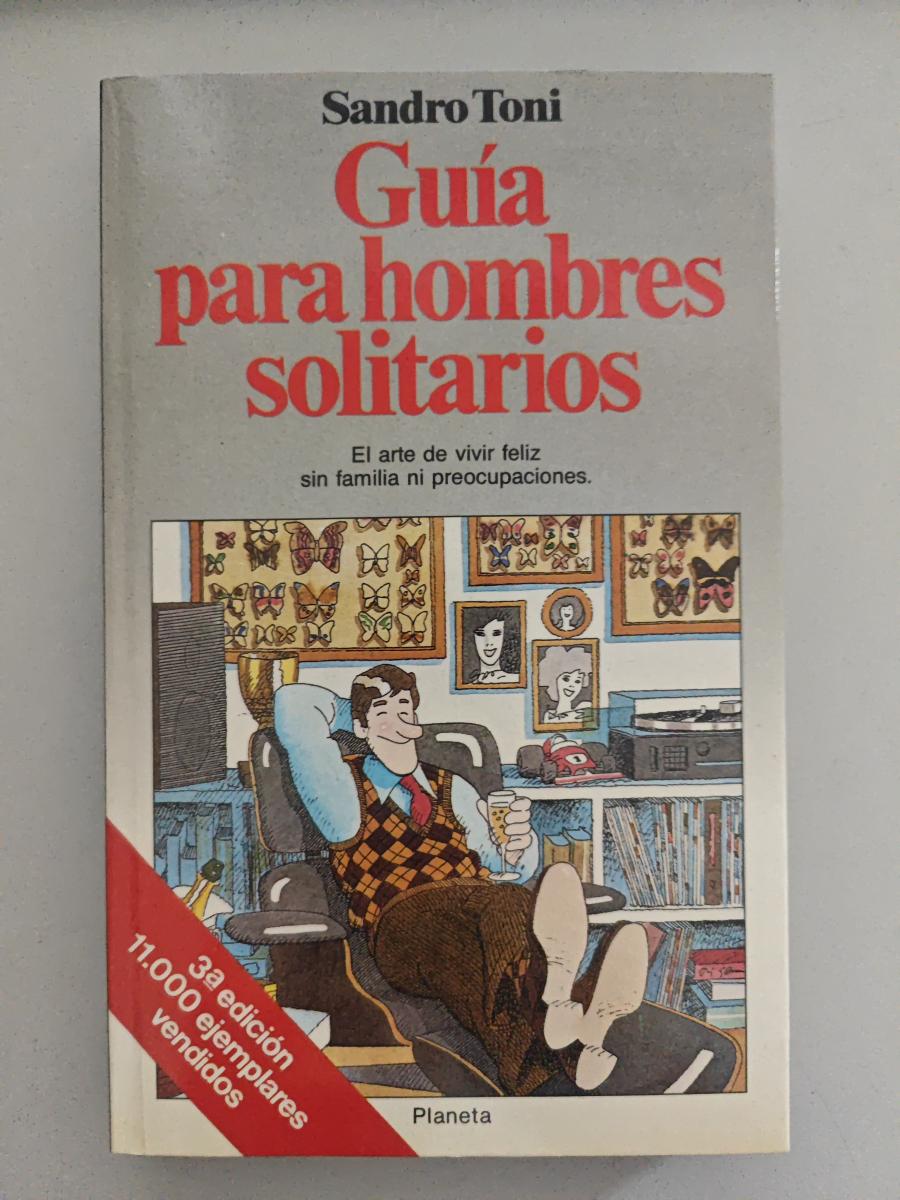 Sandro Toni
Guía
para hombres
solitarios
El arte de vivir feliz
sin familia ni preocupaciones.
3ª edición
11.000 ejemplares
vendidos
Planeta